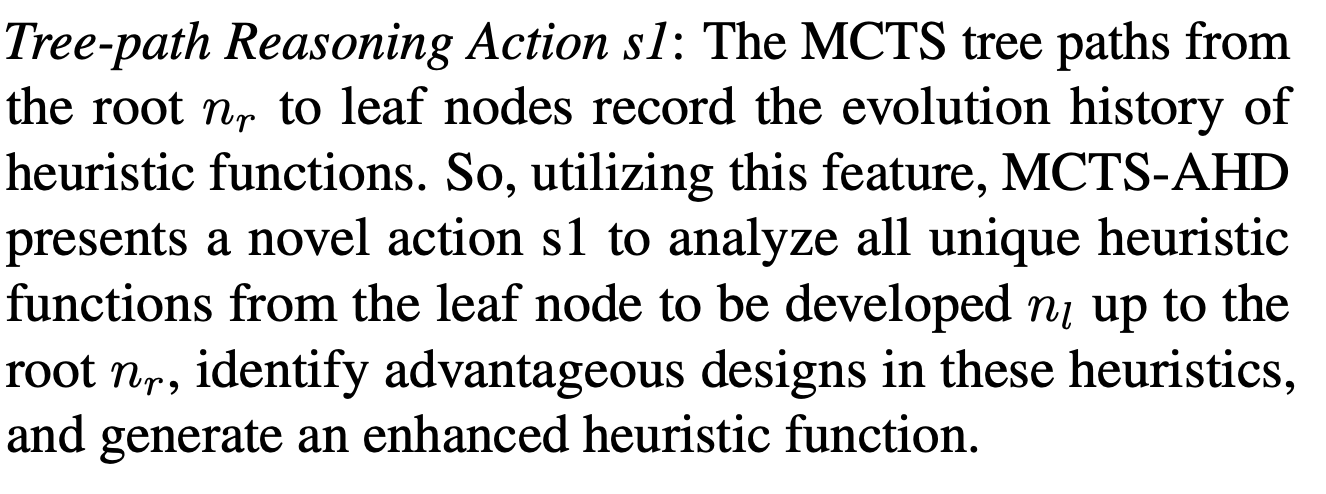 Tree-path Reasoning Action s1: The MCTS tree paths from
the root n_r to leaf nodes record the evolution history of
heuristic functions. So, utilizing this feature, MCTS-AHD
presents a novel action s1 to analyze all unique heuristic
functions from the leaf node to be developed n_l up to the
root n_r, identify advantageous designs in these heuristics,
and generate an enhanced heuristic function.